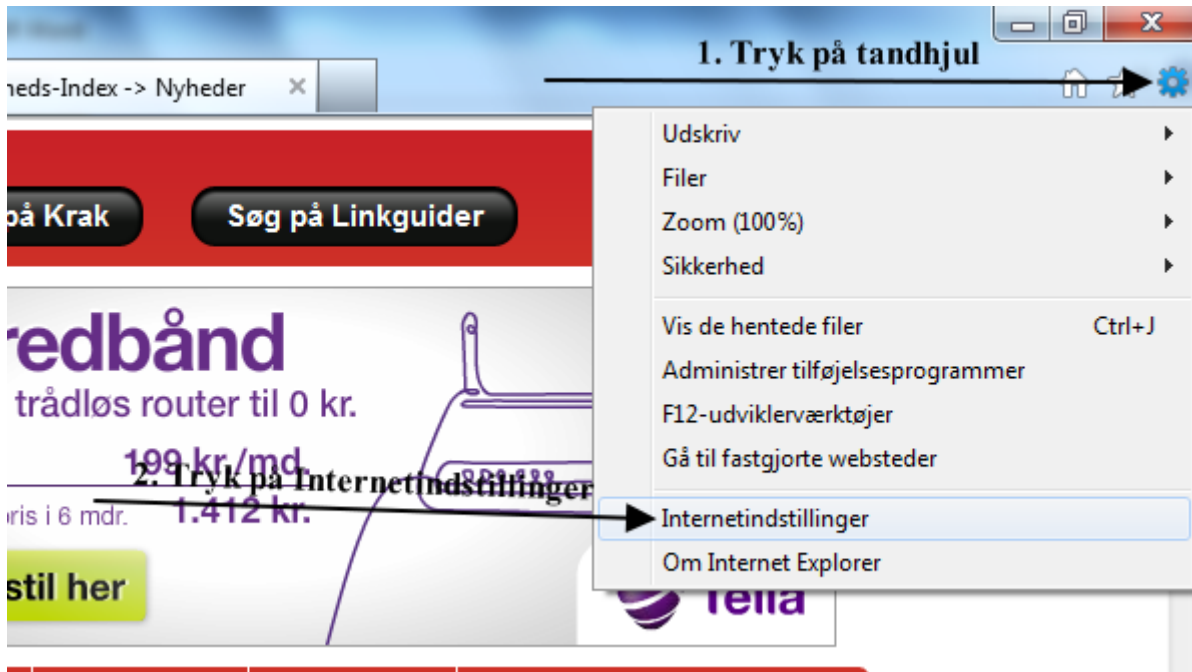 1. Tryk på tandhjul
neds-Index -> Nyheder
på Krak
Søg på Linkguider
redbånd
trådløs router til 0 kr.
199 kr./md.
ris i 6 mdr. 1.412 kr.
stil her
2. Tryk på Internetindstillinger
Udskriv
Filer
Zoom (100%)
Sikkerhed
Vis de hentede filer Ctrl+J
Administrer tilføjelsesprogrammer
F12-udviklerværktøjer
Gå til fastgjorte websteder
Internetindstillinger
Om Internet Explorer
Telia